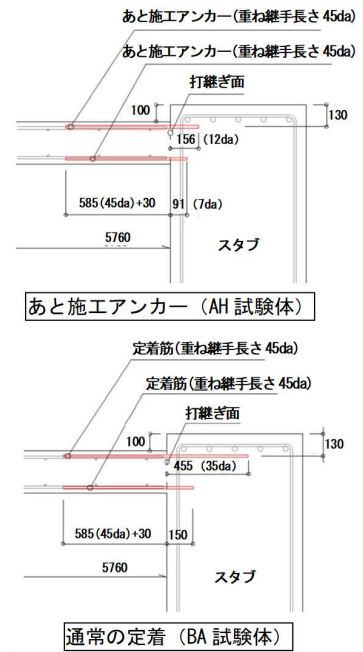 あと施工アンカー(重ね継手長さ 45da)
あと施工アンカー(重ね継手長さ 45da)
打継ぎ面
100
130
156 (12da)
585(45da)+30
91 (7da)
5760
スタブ
あと施工アンカー（AH 試験体）
定着筋(重ね継手長さ 45da)
定着筋(重ね継手長さ 45da)
打継ぎ面
100
130
455 (35da)
585(45da)+30
150
5760
スタブ
通常の定着（BA 試験体）